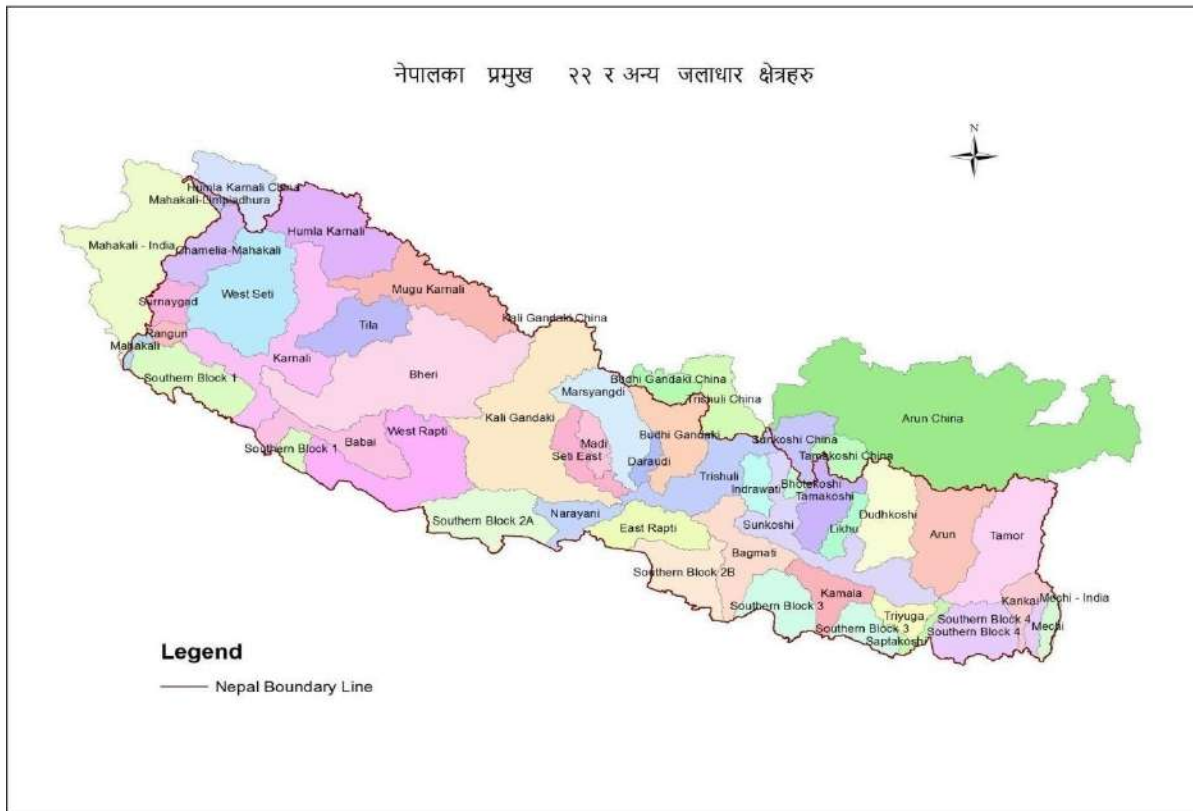 नेपालका प्रमुख २२ र अन्य जलाधार क्षेत्रहरु
N
Humla Karnali China
Mahakali-Limpiadhura
Humla Karnali
Mahakali - India
Chamelia-Mahakali
Mugu Karnali
West Seti
Surnaygad
Kali Gandaki China
Tila
Rangun
Mahakali
Karnali
Southern Block 1
Bheri
Budhi Gandaki China
Marsyangdi
Trishuli China
Arun China
Kali Gandaki
West Rapti
Babai
Southern Block 1
Madi
Seti East
Budhi Gandaki
Daraudi
Sunkoshi China
Tamakoshi China
Trishuli
Indrawati
Bhotekoshi
Tamakoshi
Narayani
Southern Block 2A
East Rapti
Sunkoshi
Likhu
Dudhkoshi
Arun
Tamor
Bagmati
Southern Block 2B
Kamala
Southern Block 3
Triyuga
Southern Block 3
Saptakoshi
Southern Block 4
Southern Block 4
Kankai
Mechi - India
Mechi
Legend
Nepal Boundary Line